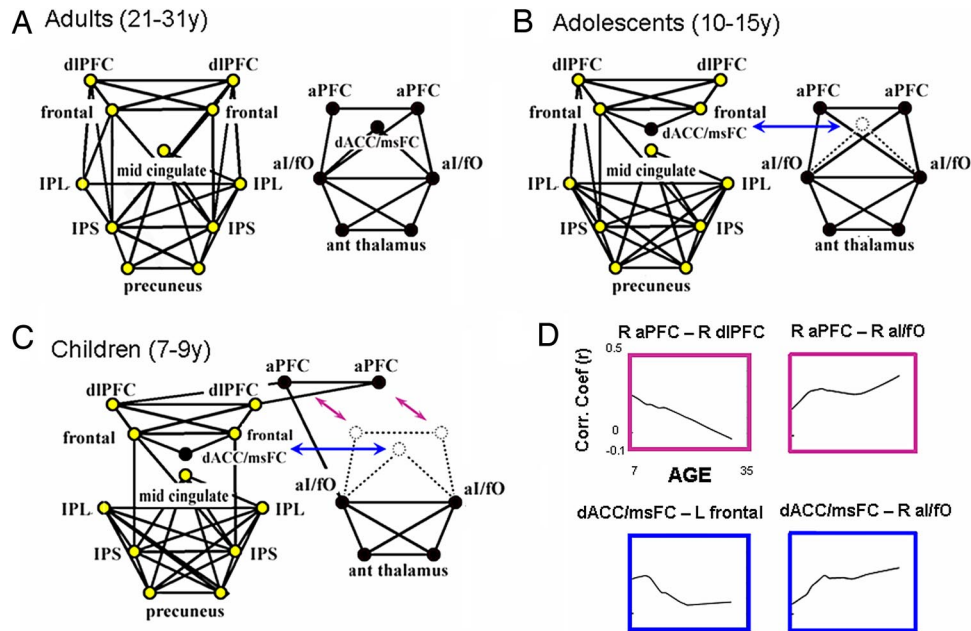 A Adults (21-31y)
dlPFC dlPFC
aPFC aPFC
frontal frontal
dACC/msFC
mid cingulate
aI/fO aI/fO
IPL IPL
IPS IPS
ant thalamus
precuneus
B Adolescents (10-15y)
dlPFC dlPFC
aPFC aPFC
frontal frontal
dACC/msFC
mid cingulate
aI/fO aI/fO
IPL IPL
IPS IPS
ant thalamus
precuneus
C Children (7-9y)
aPFC aPFC
dlPFC dlPFC
frontal frontal
dACC/msFC
mid cingulate
aI/fO aI/fO
IPL IPL
IPS IPS
ant thalamus
precuneus
D
R aPFC – R dlPFC R aPFC – R aI/fO
0.5
Corr. Coef (r)
0
-0.1
7 AGE 35
dACC/msFC – L frontal dACC/msFC – R aI/fO